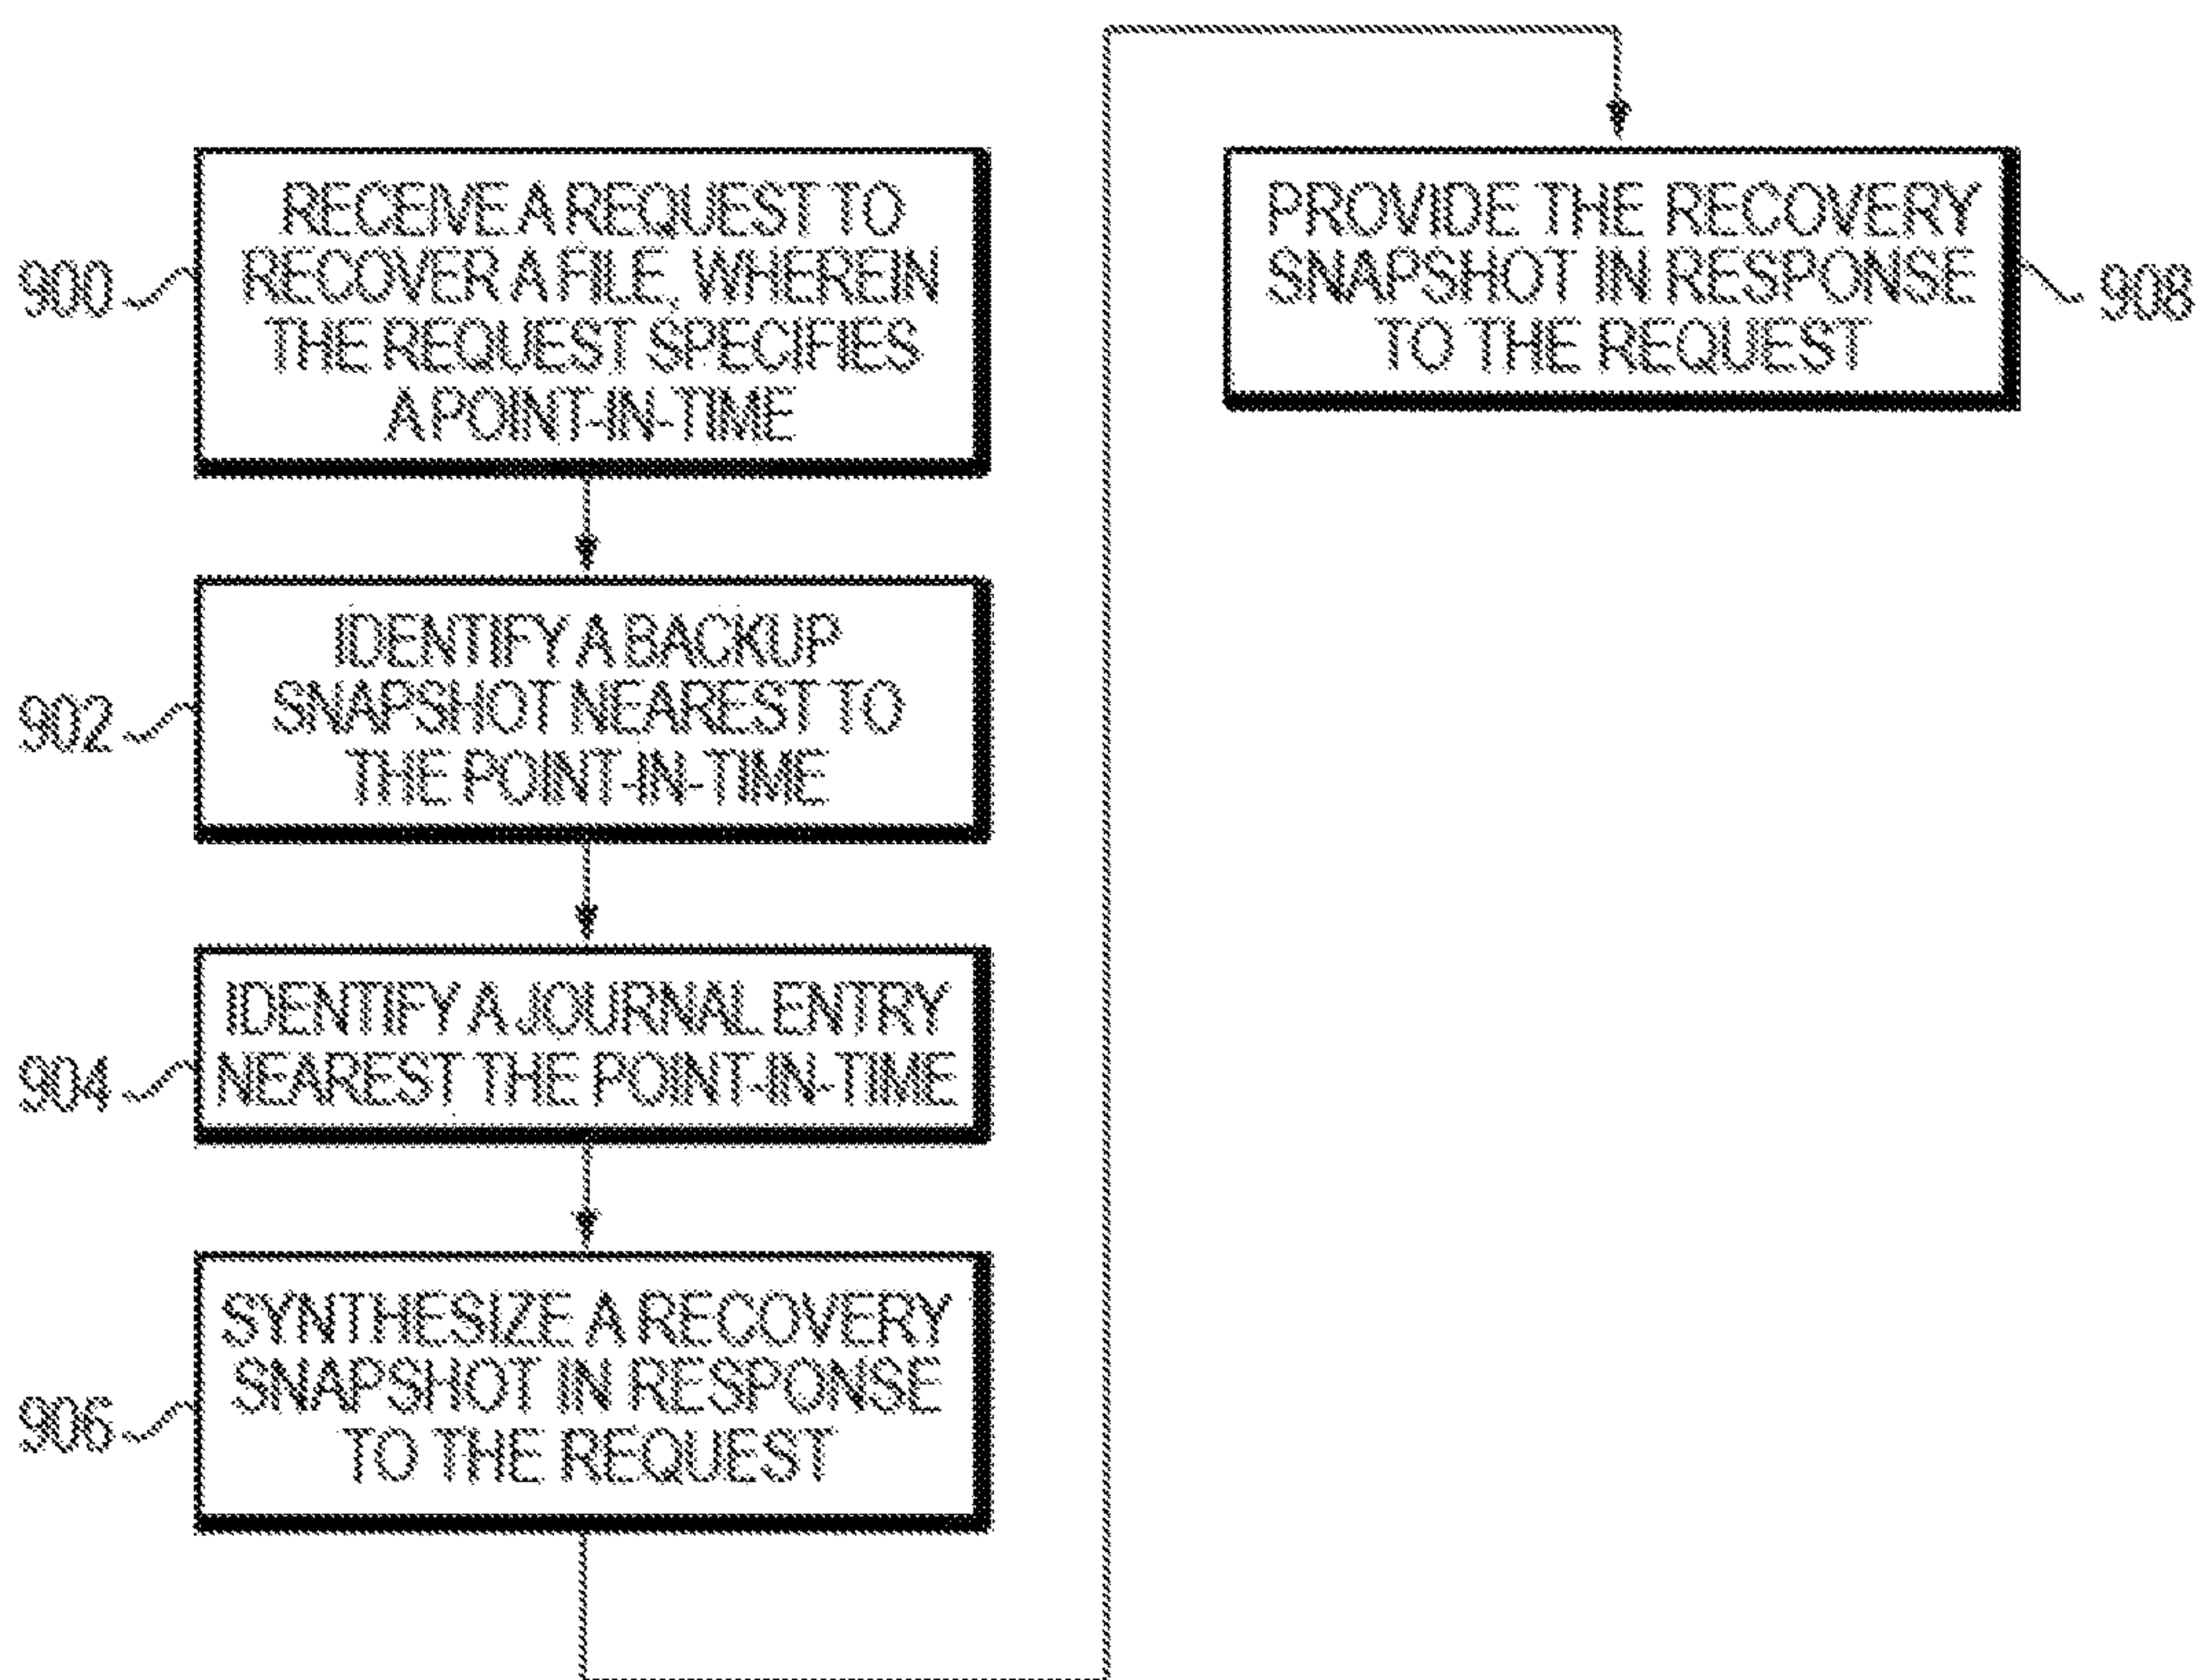 RECEIVE A REQUEST TO
RECOVER A FILE, WHEREIN
THE REQUEST SPECIFIES
A POINT-IN-TIME
900
IDENTIFY A BACKUP
SNAPSHOT NEAREST TO
THE POINT-IN-TIME
902
IDENTIFY A JOURNAL ENTRY
NEAREST THE POINT-IN-TIME
904
SYNTHESIZE A RECOVERY
SNAPSHOT IN RESPONSE
TO THE REQUEST
906
PROVIDE THE RECOVERY
SNAPSHOT IN RESPONSE
TO THE REQUEST
908